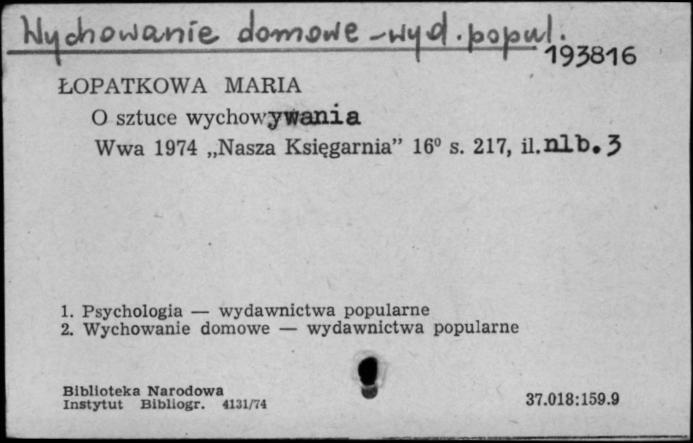 Wychowanie domowe - wyd. popul.
193816
ŁOPATKOWA MARIA
O sztuce wychowywania
Wwa 1974 „Nasza Księgarnia” 16⁰ s. 217, il. nlb. 3
1. Psychologia — wydawnictwa popularne
2. Wychowanie domowe — wydawnictwa popularne
Biblioteka Narodowa
Instytut Bibliogr. 4131/74
37.018:159.9